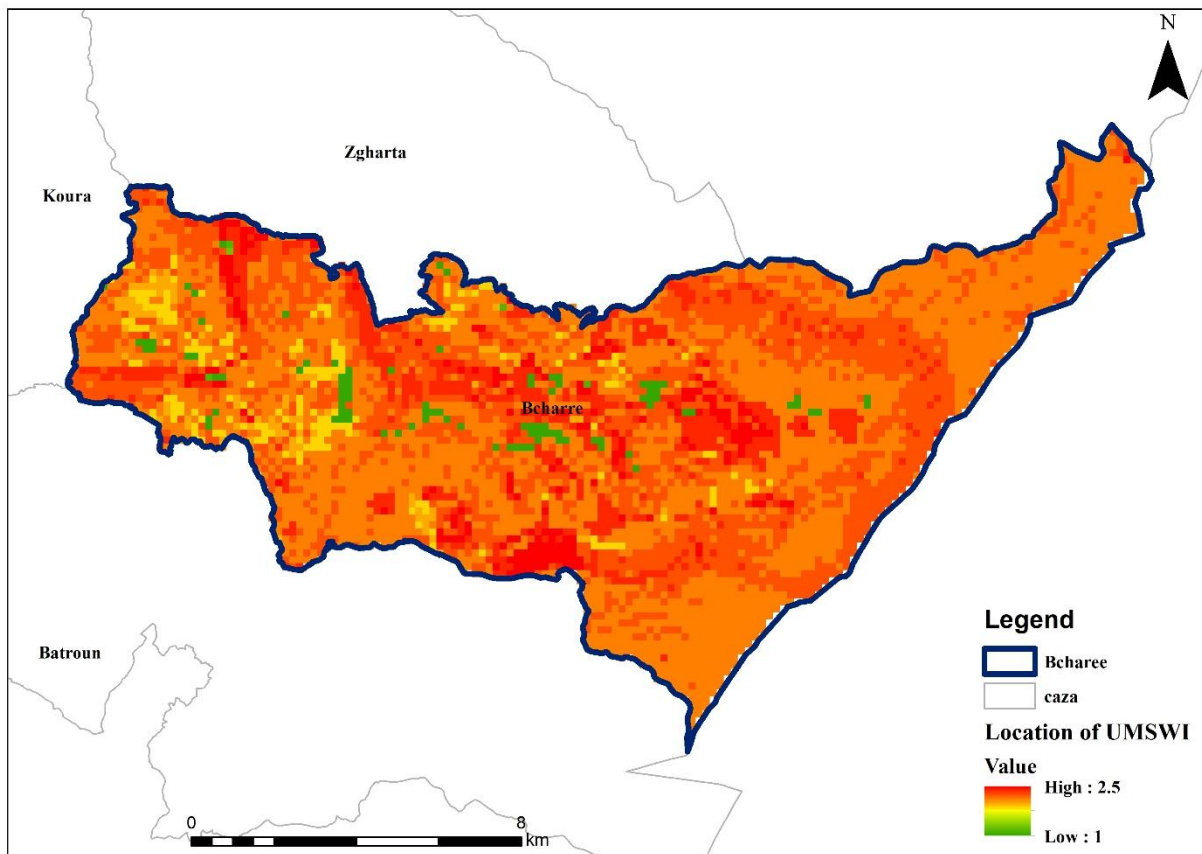 N
Zgharta
Koura
Bcharre
Batroun
Legend
Bcharee
caza
Location of UMSWI
Value
High : 2.5
Low : 1
0 8
km